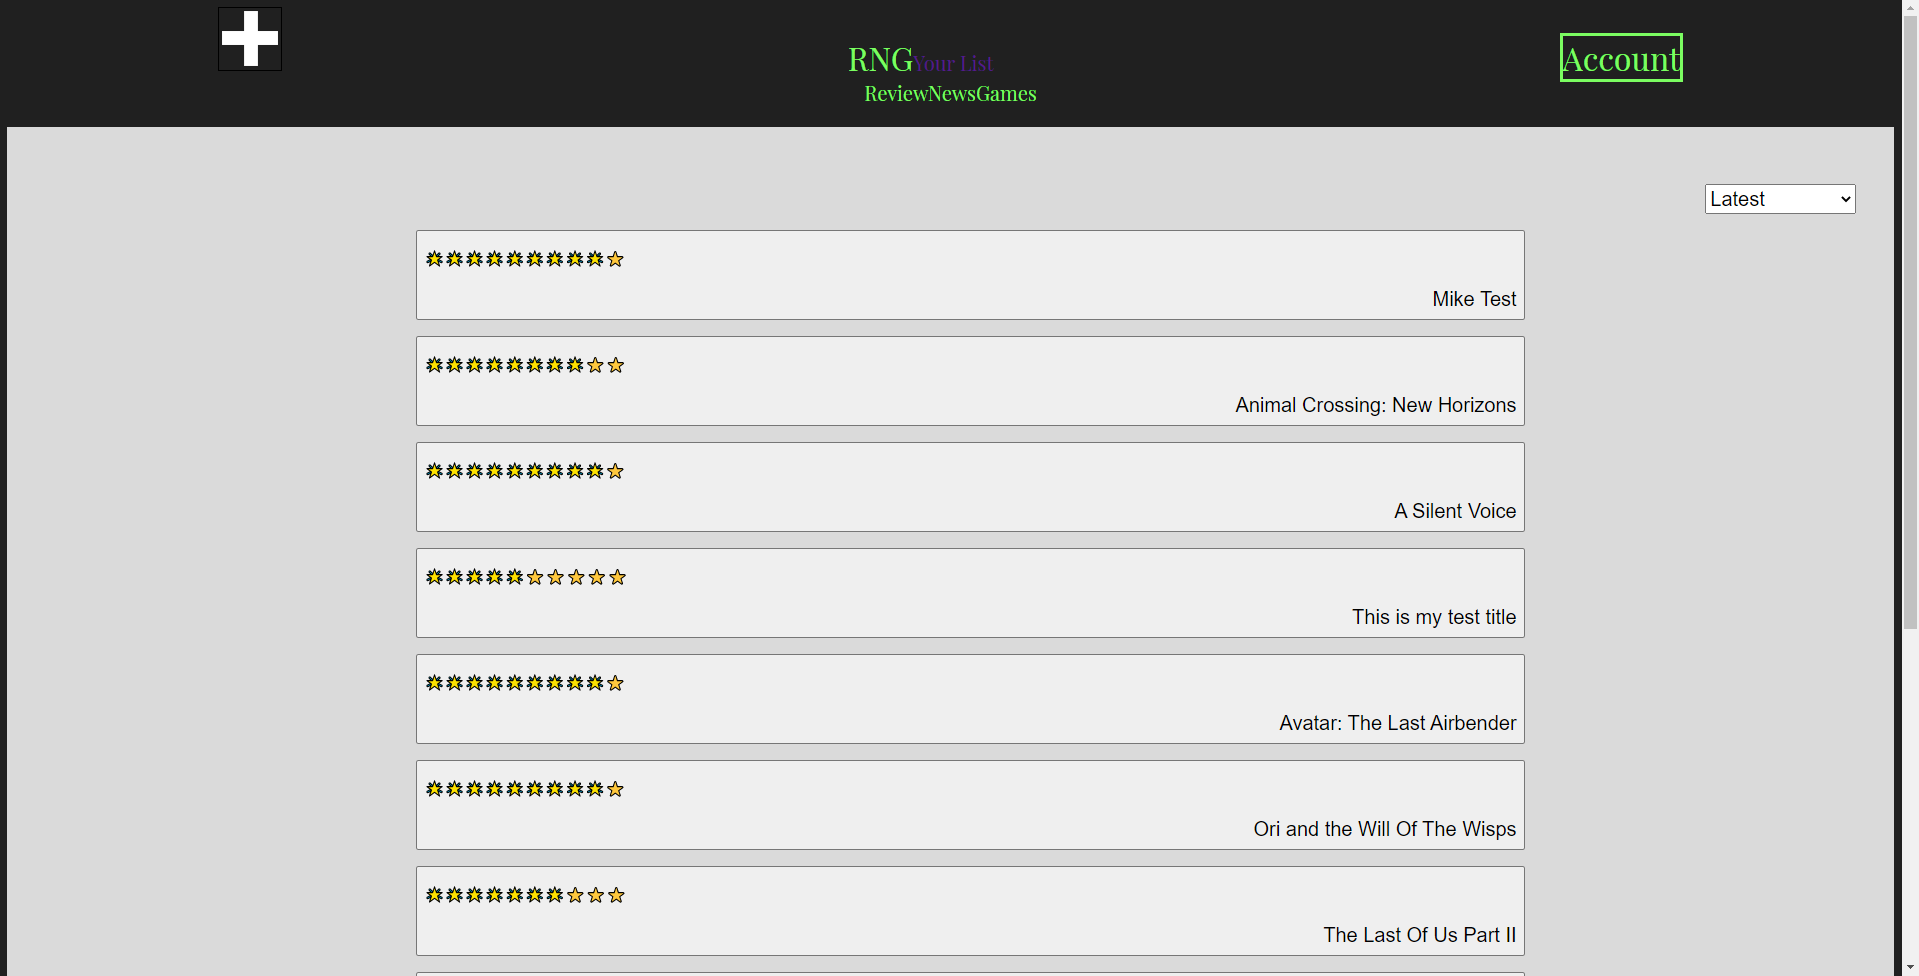 RNGYour List
ReviewNewsGames
Account
Latest
Mike Test
Animal Crossing: New Horizons
A Silent Voice
This is my test title
Avatar: The Last Airbender
Ori and the Will Of The Wisps
The Last Of Us Part II